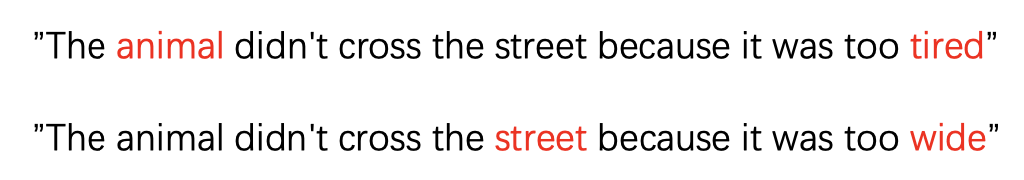 ”The animal didn't cross the street because it was too tired”
”The animal didn't cross the street because it was too wide”